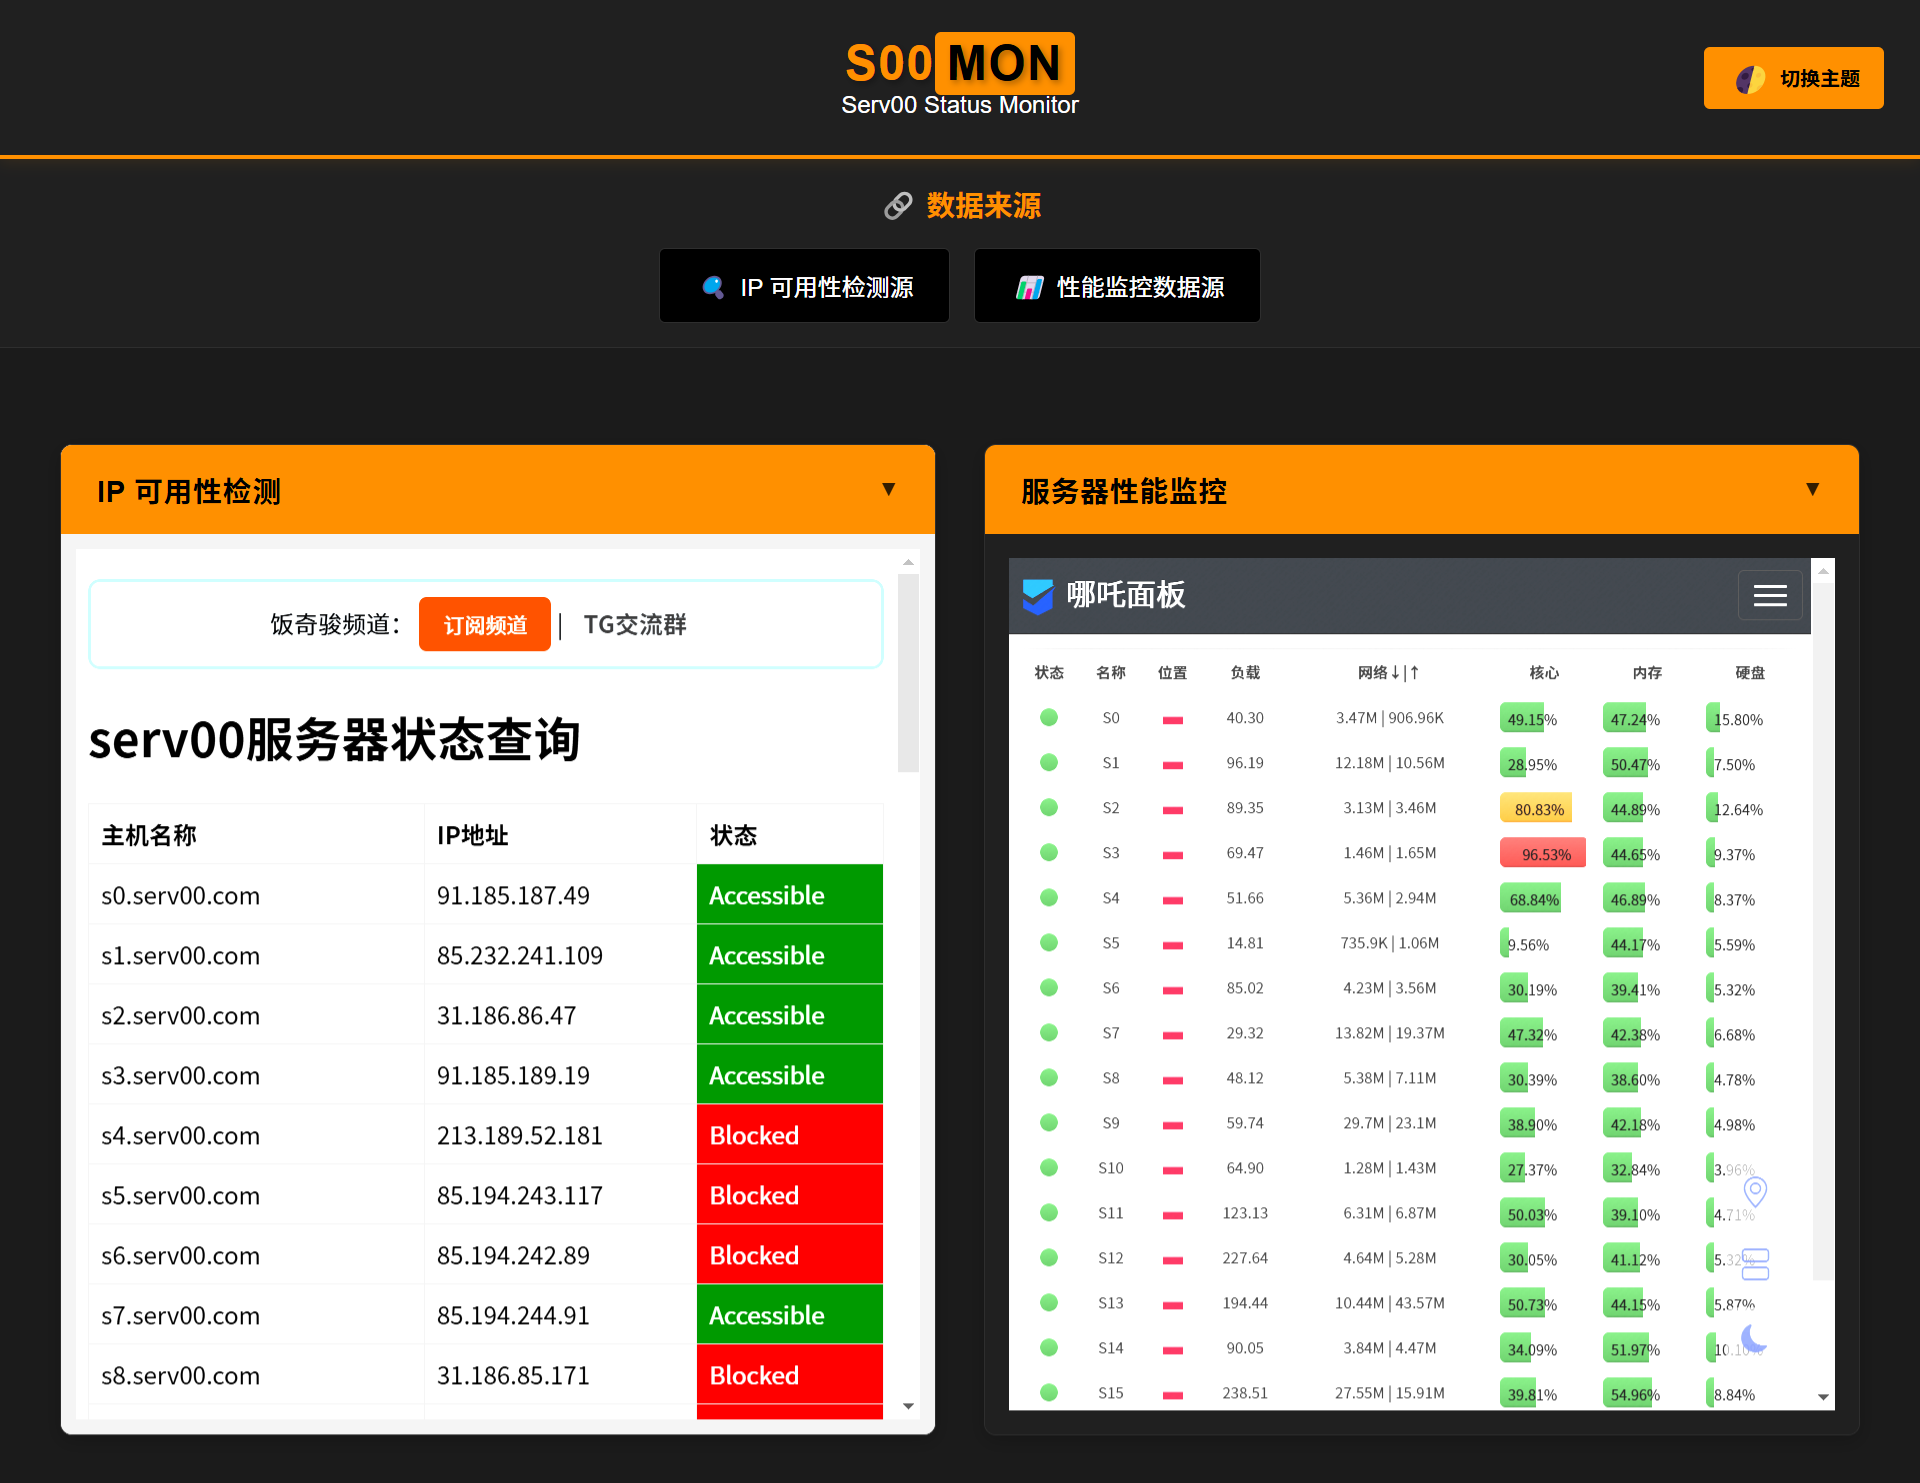 S00 MON
Serv00 Status Monitor
切换主题
数据来源
IP 可用性检测源
性能监控数据源
IP 可用性检测 ▼
饭奇骏频道： 订阅频道 | TG交流群
serv00服务器状态查询
主机名称 IP地址 状态
s0.serv00.com 91.185.187.49 Accessible
s1.serv00.com 85.232.241.109 Accessible
s2.serv00.com 31.186.86.47 Accessible
s3.serv00.com 91.185.189.19 Accessible
s4.serv00.com 213.189.52.181 Blocked
s5.serv00.com 85.194.243.117 Blocked
s6.serv00.com 85.194.242.89 Blocked
s7.serv00.com 85.194.244.91 Accessible
s8.serv00.com 31.186.85.171 Blocked
服务器性能监控 ▼
哪吒面板
状态 名称 位置 负载 网络↓|↑ 核心 内存 硬盘
S0 40.30 3.47M | 906.96K 49.15% 47.24% 15.80%
S1 96.19 12.18M | 10.56M 28.95% 50.47% 7.50%
S2 89.35 3.13M | 3.46M 80.83% 44.89% 12.64%
S3 69.47 1.46M | 1.65M 96.53% 44.65% 9.37%
S4 51.66 5.36M | 2.94M 68.84% 46.89% 8.37%
S5 14.81 735.9K | 1.06M 9.56% 44.17% 5.59%
S6 85.02 4.23M | 3.56M 30.19% 39.41% 5.32%
S7 29.32 13.82M | 19.37M 47.32% 42.38% 6.68%
S8 48.12 5.38M | 7.11M 30.39% 38.60% 4.78%
S9 59.74 29.7M | 23.1M 38.90% 42.18% 4.98%
S10 64.90 1.28M | 1.43M 27.37% 32.84% 3.96%
S11 123.13 6.31M | 6.87M 50.03% 39.10% 4.71%
S12 227.64 4.64M | 5.28M 30.05% 41.12% 5.32%
S13 194.44 10.44M | 43.57M 50.73% 44.15% 5.87%
S14 90.05 3.84M | 4.47M 34.09% 51.97%
S15 238.51 27.55M | 15.91M 39.81% 54.96% 8.84%